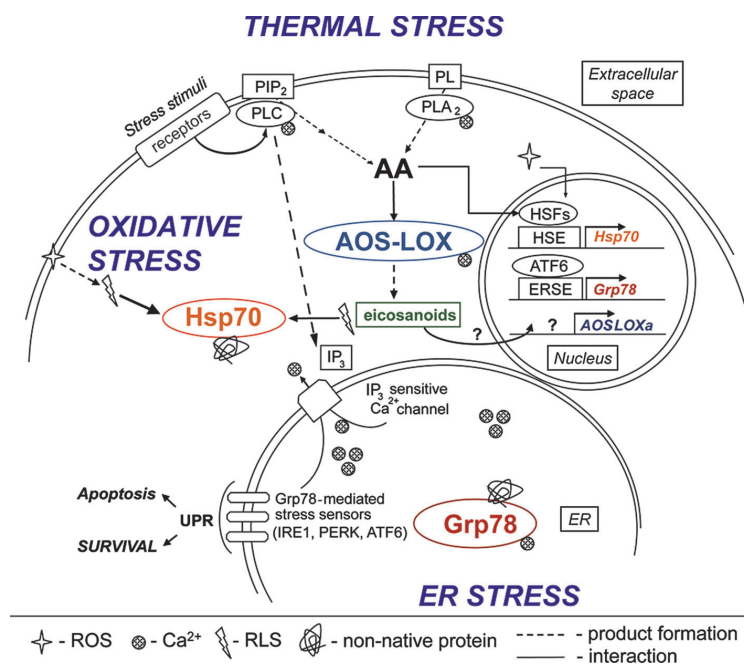 THERMAL STRESS
Extracellular
space
Stress stimuli
receptors
PIP2
PLC
PL
PLA2
AA
OXIDATIVE
STRESS
AOS-LOX
HSFs
HSE
Hsp70
ATF6
ERSE
Grp78
? AOSLOXa
Nucleus
Hsp70
eicosanoids
?
IP3
IP3 sensitive
Ca2+ channel
Apoptosis
UPR
SURVIVAL
Grp78-mediated
stress sensors
(IRE1, PERK, ATF6)
Grp78
ER
ER STRESS
- ROS
- Ca2+
- RLS
- non-native protein
- product formation
- interaction